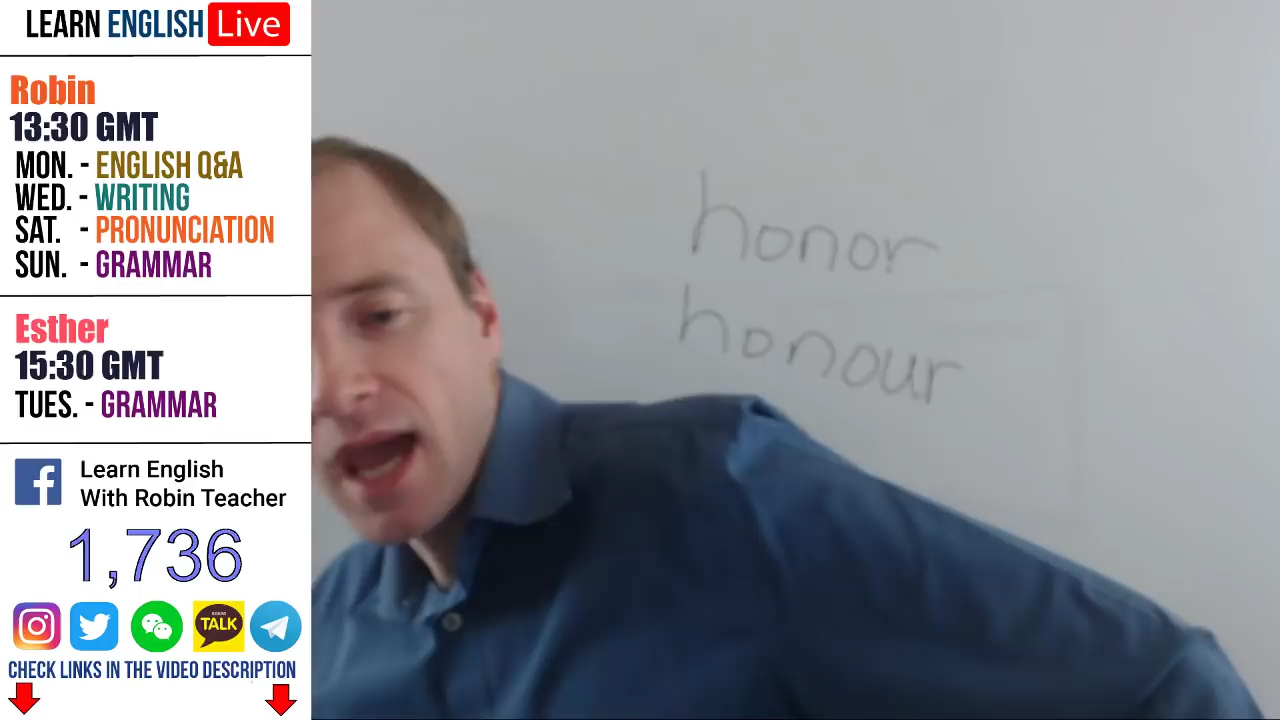 LEARN ENGLISH Live
Robin
13:30 GMT
MON. - ENGLISH Q&A
WED. - WRITING
SAT. - PRONUNCIATION
SUN. - GRAMMAR
Esther
15:30 GMT
TUES. - GRAMMAR
Learn English
With Robin Teacher
1,736
TALK
CHECK LINKS IN THE VIDEO DESCRIPTION
honor
honour